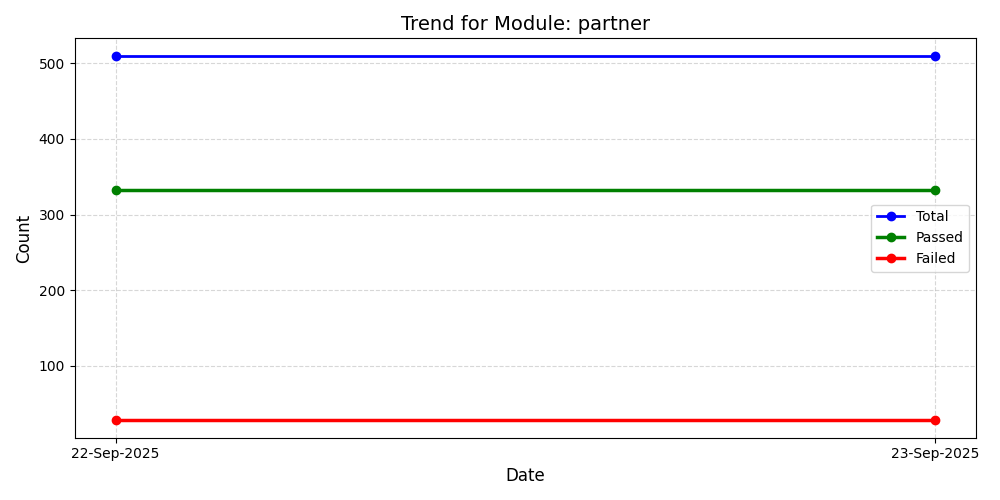 Trend for Module: partner
500
400
300
200
100
Count
Total
Passed
Failed
22-Sep-2025
23-Sep-2025
Date